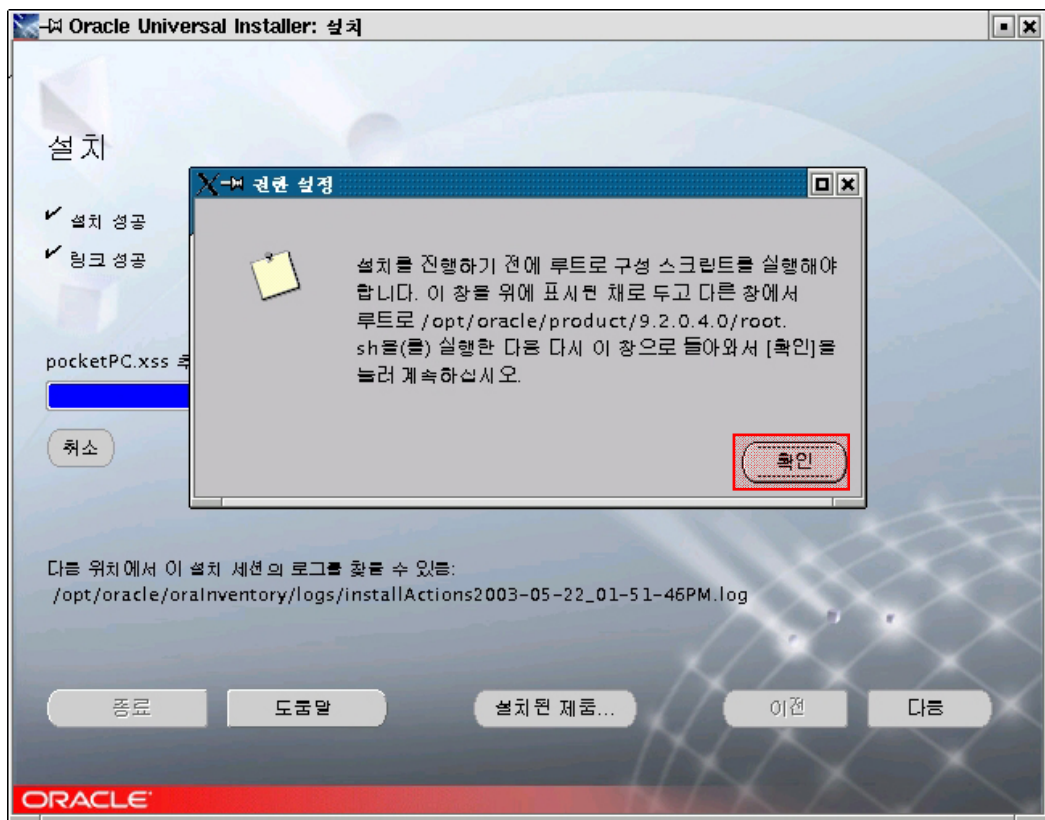 Oracle Universal Installer: 설치
설치
권한 설정
✔ 설치 성공
✔ 링크 성공
설치를 진행하기 전에 루트로 구성 스크립트를 실행해야
합니다. 이 창을 위에 표시된 채로 두고 다른 창에서
루트로 /opt/oracle/product/9.2.0.4.0/root.
sh을(를) 실행한 다음 다시 이 창으로 돌아와서 [확인]을
눌러 계속하십시오.
pocketPC.xss
취소
확인
다음 위치에서 이 설치 세션의 로그를 찾을 수 있음:
/opt/oracle/oraInventory/logs/installActions2003-05-22_01-51-46PM.log
종료 도움말 설치된 제품... 이전 다음
ORACLE